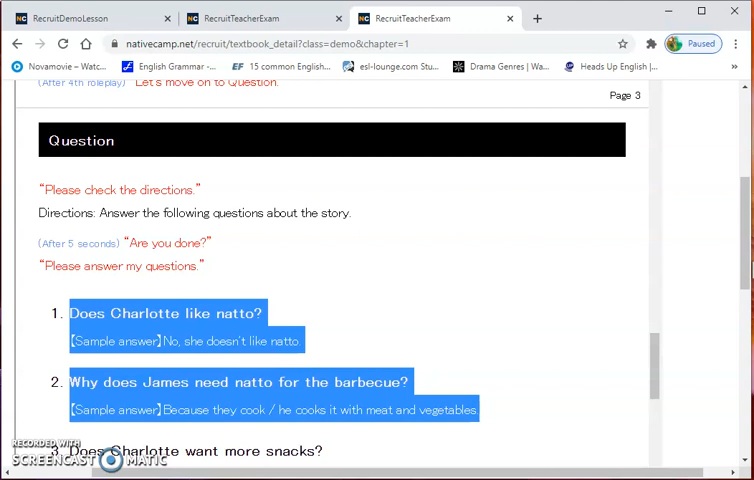 RecruitDemoLesson
RecruitTeacherExam
RecruitTeacherExam
nativecamp.net/recruit/textbook_detail?class=demo&chapter=1
Paused
Novamovie – Watc...
English Grammar -...
15 common English...
esl-lounge.com Stu...
Drama Genres | Wa...
Heads Up English |...
(After 4th roleplay) "Let's move on to Question."
Page 3
Question
"Please check the directions."
Directions: Answer the following questions about the story.
(After 5 seconds) "Are you done?"
"Please answer my questions."
1. Does Charlotte like natto?
【Sample answer】No, she doesn't like natto.
2. Why does James need natto for the barbecue?
【Sample answer】Because they cook / he cooks it with meat and vegetables.
3. Does Charlotte want more snacks?
RECORDED WITH
SCREENCAST MATIC